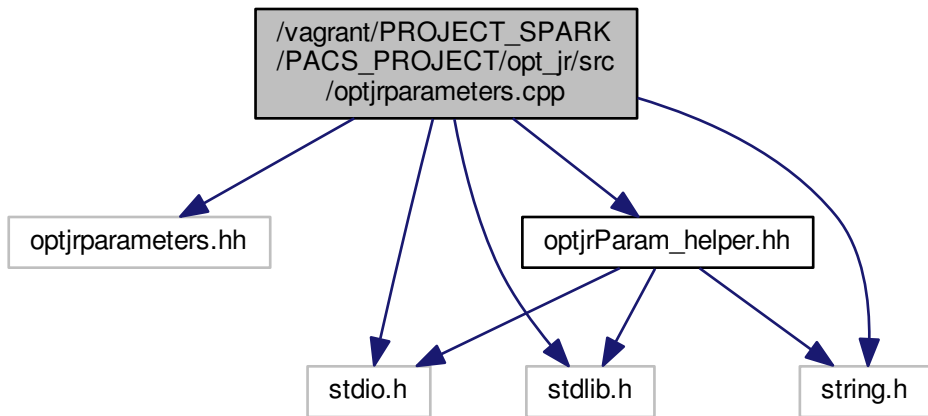 /vagrant/PROJECT_SPARK
/PACS_PROJECT/opt_jr/src
/optjrparameters.cpp
optjrparameters.hh
optjrParam_helper.hh
stdio.h
stdlib.h
string.h